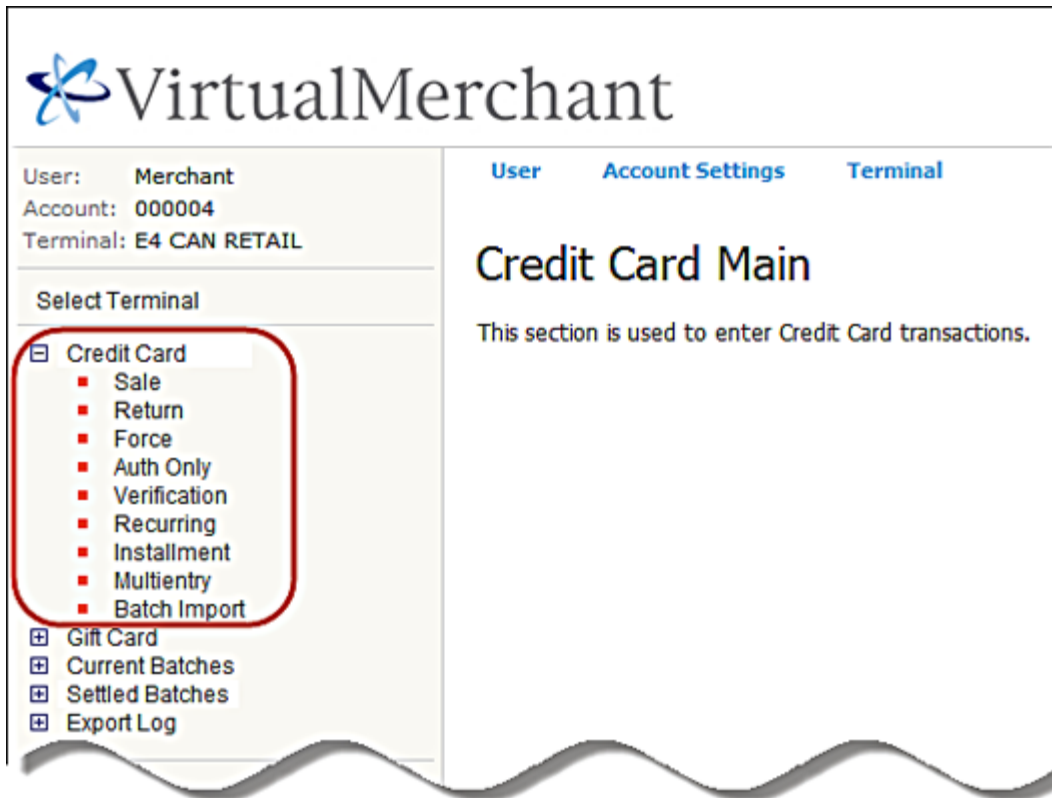 VirtualMerchant
User: Merchant
Account: 000004
Terminal: E4 CAN RETAIL
Select Terminal
Credit Card
Sale
Return
Force
Auth Only
Verification
Recurring
Installment
Multientry
Batch Import
Gift Card
Current Batches
Settled Batches
Export Log
User Account Settings Terminal
Credit Card Main
This section is used to enter Credit Card transactions.